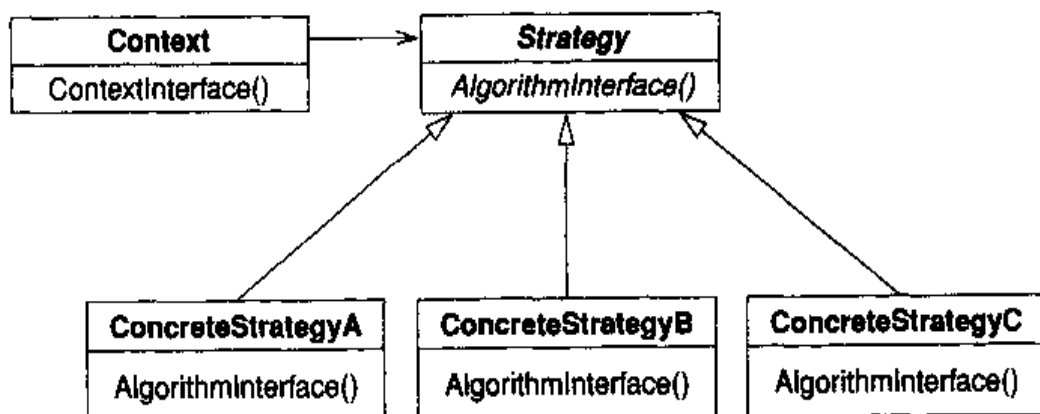 Context
Strategy
ContextInterface()
AlgorithmInterface()
ConcreteStrategyA
ConcreteStrategyB
ConcreteStrategyC
AlgorithmInterface()
AlgorithmInterface()
AlgorithmInterface()